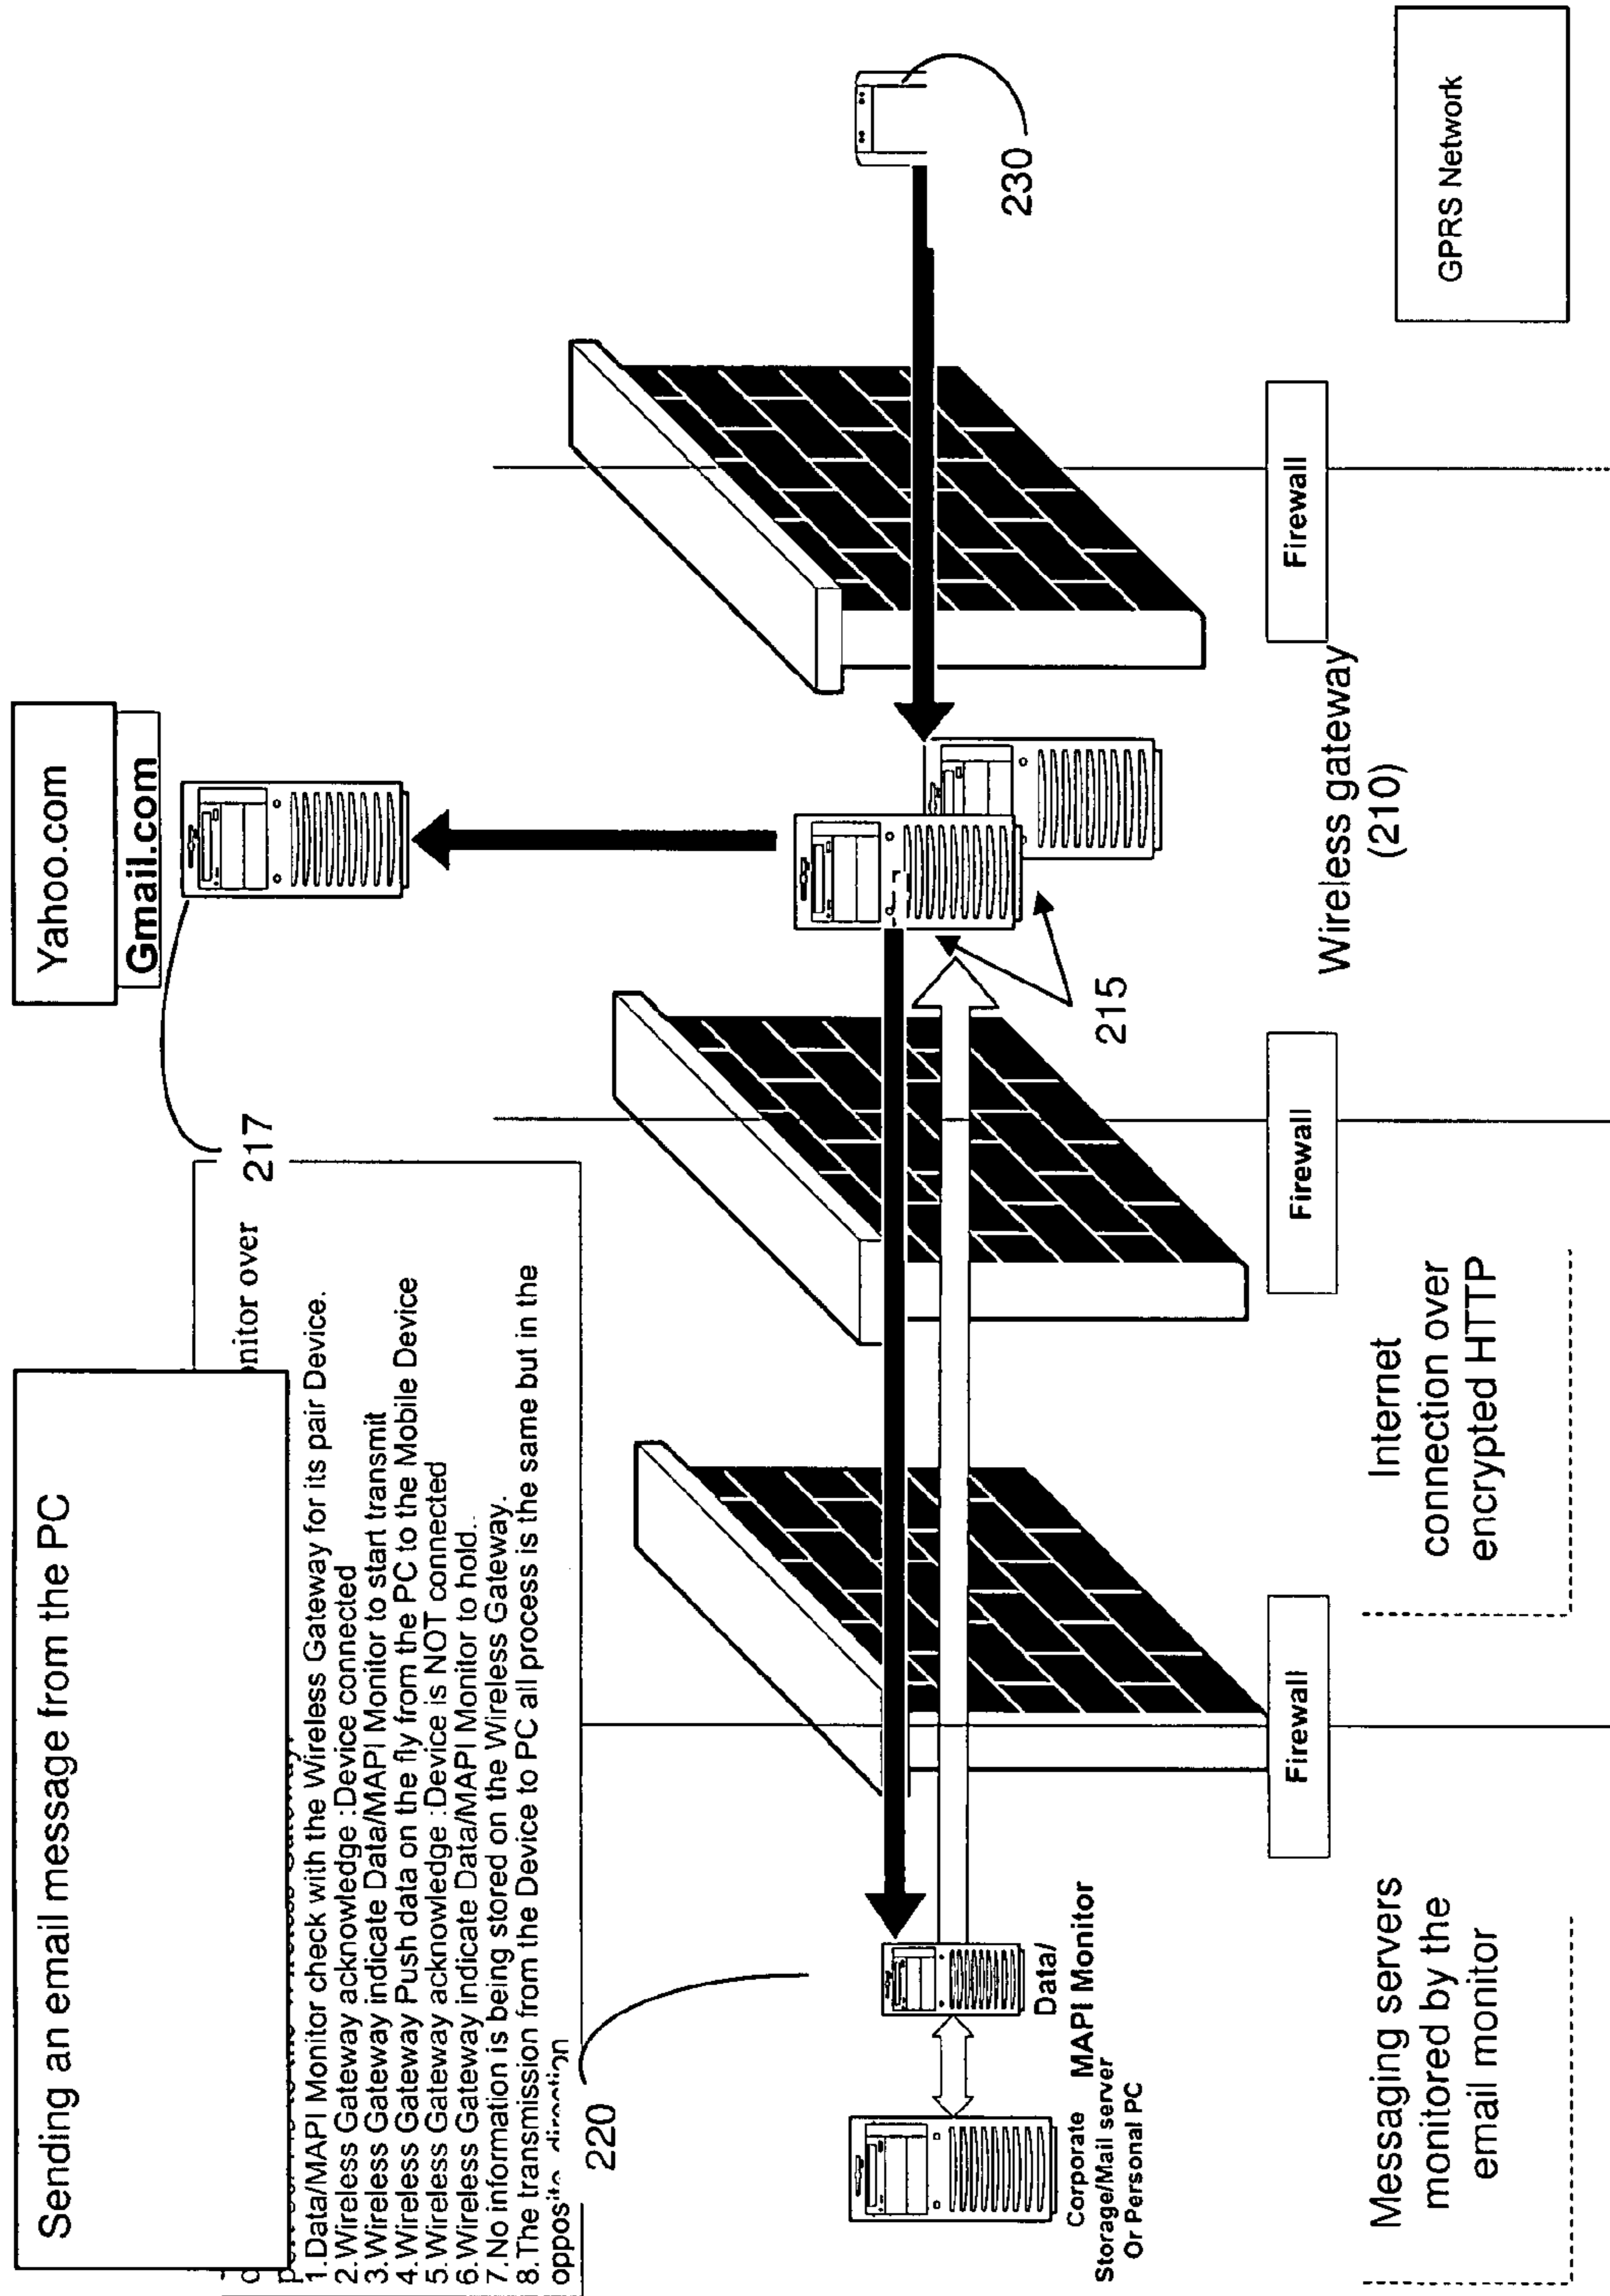 Sending an email message from the PC
onitor over
1.Data/MAPI Monitor check with the Wireless Gateway for its pair Device.
2.Wireless Gateway acknowledge :Device connected
3.Wireless Gateway indicate Data/MAPI Monitor to start transmit
4.Wireless Gateway Push data on the fly from the PC to the Mobile Device
5.Wireless Gateway acknowledge :Device is NOT connected
6.Wireless Gateway indicate Data/MAPI Monitor to hold..
7.No information is being stored on the Wireless Gateway.
8.The transmission from the Device to PC all process is the same but in the
opposite direction
217
Yahoo.com
Gmail.com
220
215
230
Data/
MAPI Monitor
Corporate
Storage/Mail server
Or Personal PC
Firewall
Firewall
Firewall
Wireless gateway
(210)
GPRS Network
Internet
connection over
encrypted HTTP
Messaging servers
monitored by the
email monitor